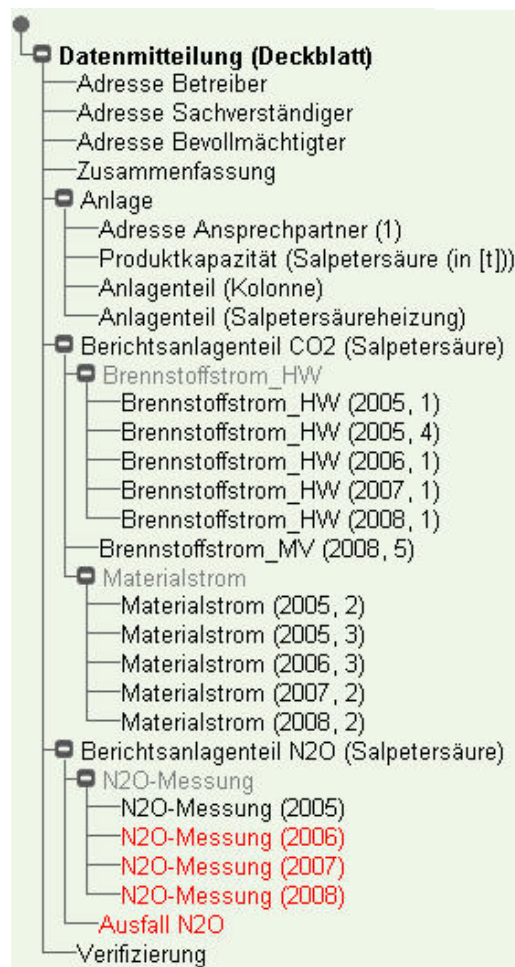 Datenmitteilung (Deckblatt)
Adresse Betreiber
Adresse Sachverständiger
Adresse Bevollmächtigter
Zusammenfassung
Anlage
Adresse Ansprechpartner (1)
Produktkapazität (Salpetersäure (in [t]))
Anlagenteil (Kolonne)
Anlagenteil (Salpetersäureheizung)
Berichtsanlagenteil CO2 (Salpetersäure)
Brennstoffstrom_HW
Brennstoffstrom_HW (2005, 1)
Brennstoffstrom_HW (2005, 4)
Brennstoffstrom_HW (2006, 1)
Brennstoffstrom_HW (2007, 1)
Brennstoffstrom_HW (2008, 1)
Brennstoffstrom_MV (2008, 5)
Materialstrom
Materialstrom (2005, 2)
Materialstrom (2005, 3)
Materialstrom (2006, 3)
Materialstrom (2007, 2)
Materialstrom (2008, 2)
Berichtsanlagenteil N2O (Salpetersäure)
N2O-Messung
N2O-Messung (2005)
N2O-Messung (2006)
N2O-Messung (2007)
N2O-Messung (2008)
Ausfall N2O
Verifizierung